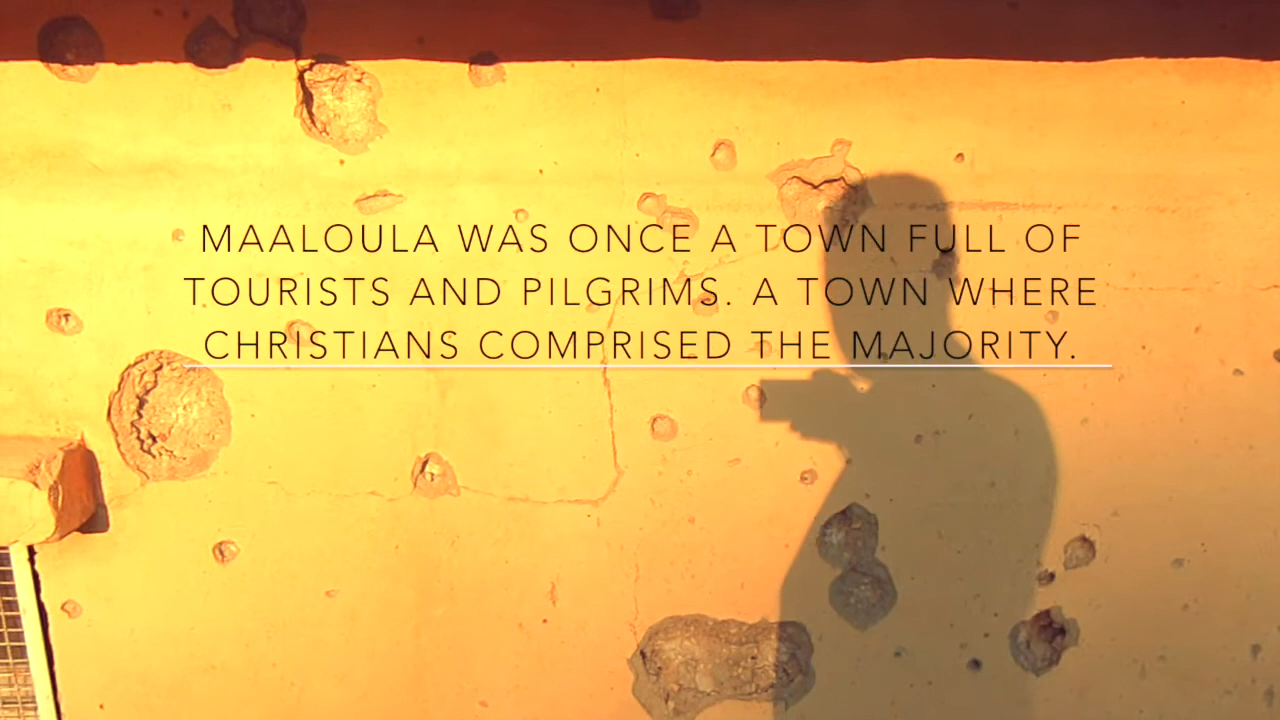 MAALOULA WAS ONCE A TOWN FULL OF
TOURISTS AND PILGRIMS. A TOWN WHERE
CHRISTIANS COMPRISED THE MAJORITY.